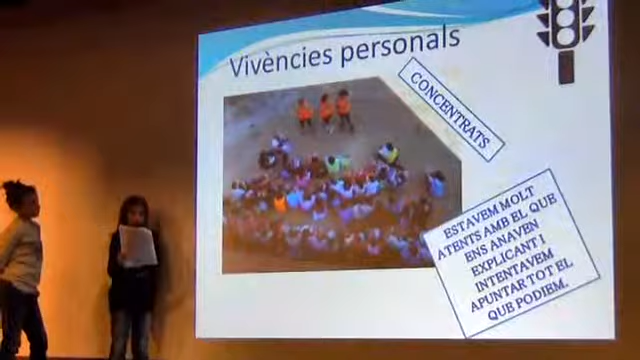 Vivències personals
CONCENTRATS
ESTAVEM MOLT
ATENTS AMB EL QUE
ENS ANAVEN
EXPLICANT I
INTENTAVEM
APUNTAR TOT EL
QUE PODIEM.